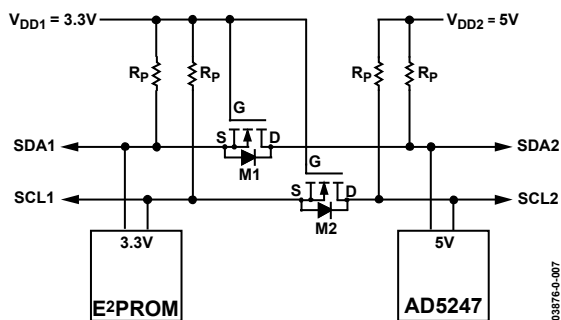 VDD1 = 3.3V VDD2 = 5V
RP RP RP RP
G
SDA1 S D SDA2
M1 G
SCL1 S D SCL2
M2
3.3V 5V
E2PROM AD5247
03876-0-007